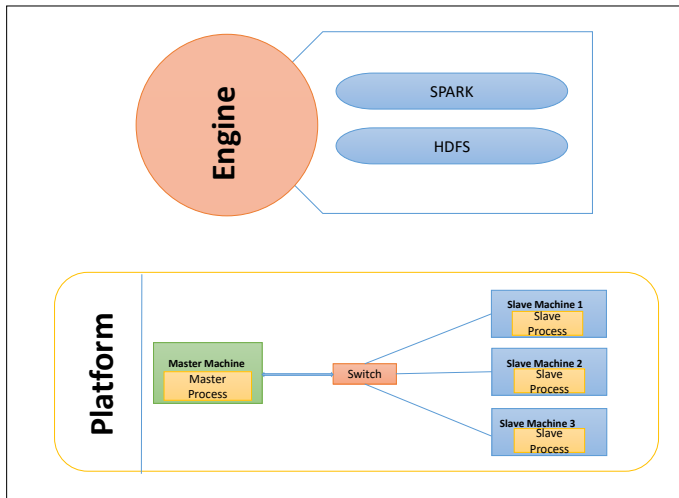 Engine
SPARK
HDFS
Platform
Master Machine
Master
Process
Switch
Slave Machine 1
Slave
Process
Slave Machine 2
Slave
Process
Slave Machine 3
Slave
Process